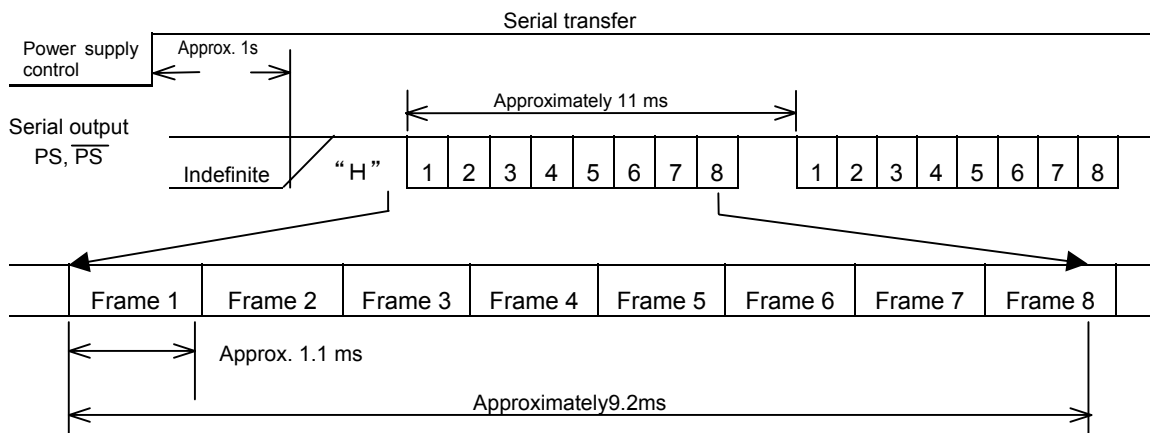 Serial transfer
Power supply
control
Approx. 1s
Approximately 11 ms
Serial output
PS, P̅S̅
Indefinite
“H”
1 2 3 4 5 6 7 8
1 2 3 4 5 6 7 8
Frame 1 Frame 2 Frame 3 Frame 4 Frame 5 Frame 6 Frame 7 Frame 8
Approx. 1.1 ms
Approximately9.2ms